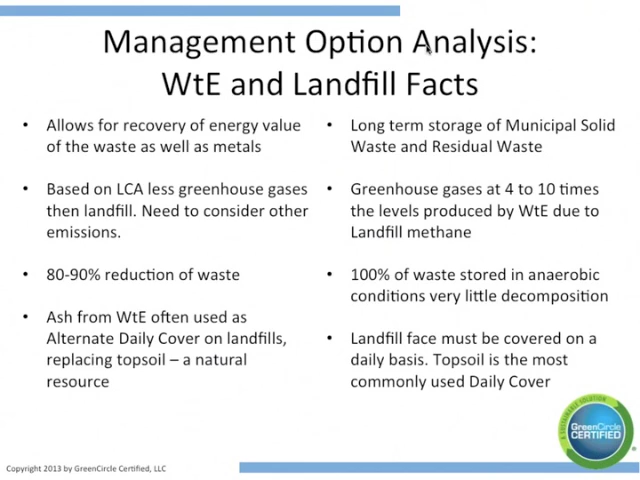 Management Option Analysis:
WtE and Landfill Facts
• Allows for recovery of energy value
of the waste as well as metals
• Based on LCA less greenhouse gases
then landfill. Need to consider other
emissions.
• 80-90% reduction of waste
• Ash from WtE often used as
Alternate Daily Cover on landfills,
replacing topsoil – a natural
resource
• Long term storage of Municipal Solid
Waste and Residual Waste
• Greenhouse gases at 4 to 10 times
the levels produced by WtE due to
Landfill methane
• 100% of waste stored in anaerobic
conditions very little decomposition
• Landfill face must be covered on a
daily basis. Topsoil is the most
commonly used Daily Cover
GreenCircle
CERTIFIED
Copyright 2013 by GreenCircle Certified, LLC